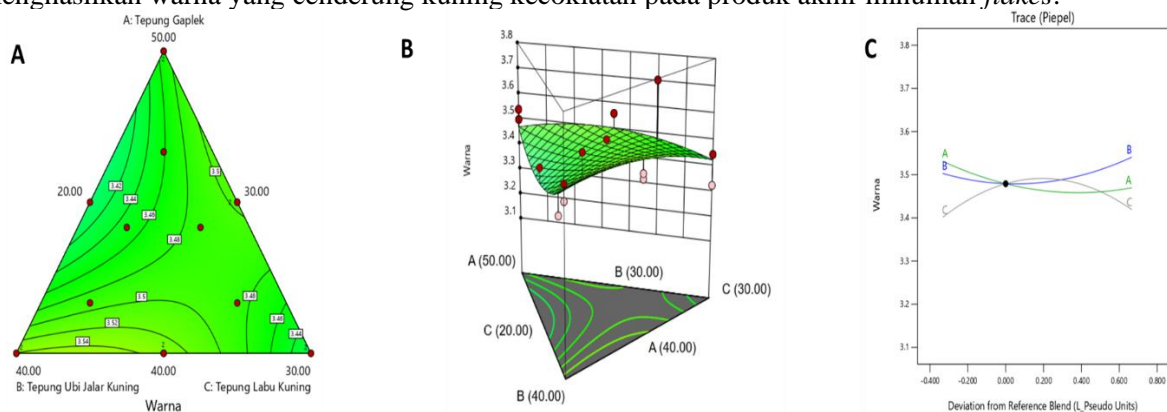 menghasilkan warna yang cenderung kuning kecoklatan pada produk akhir minuman flakes.
A
A: Tepung Gaplek
50.00
20.00
30.00
3.42
3.44
3.46
3.48
3.5
3.5
3.52
3.54
3.48
3.46
3.44
2
2
40.00
40.00
30.00
B: Tepung Ubi Jalar Kuning
C: Tepung Labu Kuning
Warna
B
3.8
3.7
3.6
3.5
3.4
3.3
3.2
3.1
Warna
A (50.00)
B (30.00)
C (30.00)
C (20.00)
A (40.00)
B (40.00)
C
Trace (Piepel)
3.8
3.7
3.6
3.5
3.4
3.3
3.2
3.1
Warna
A
B
C
B
A
C
-0.400
-0.200
0.000
0.200
0.400
0.600
0.800
Deviation from Reference Blend (L_Pseudo Units)